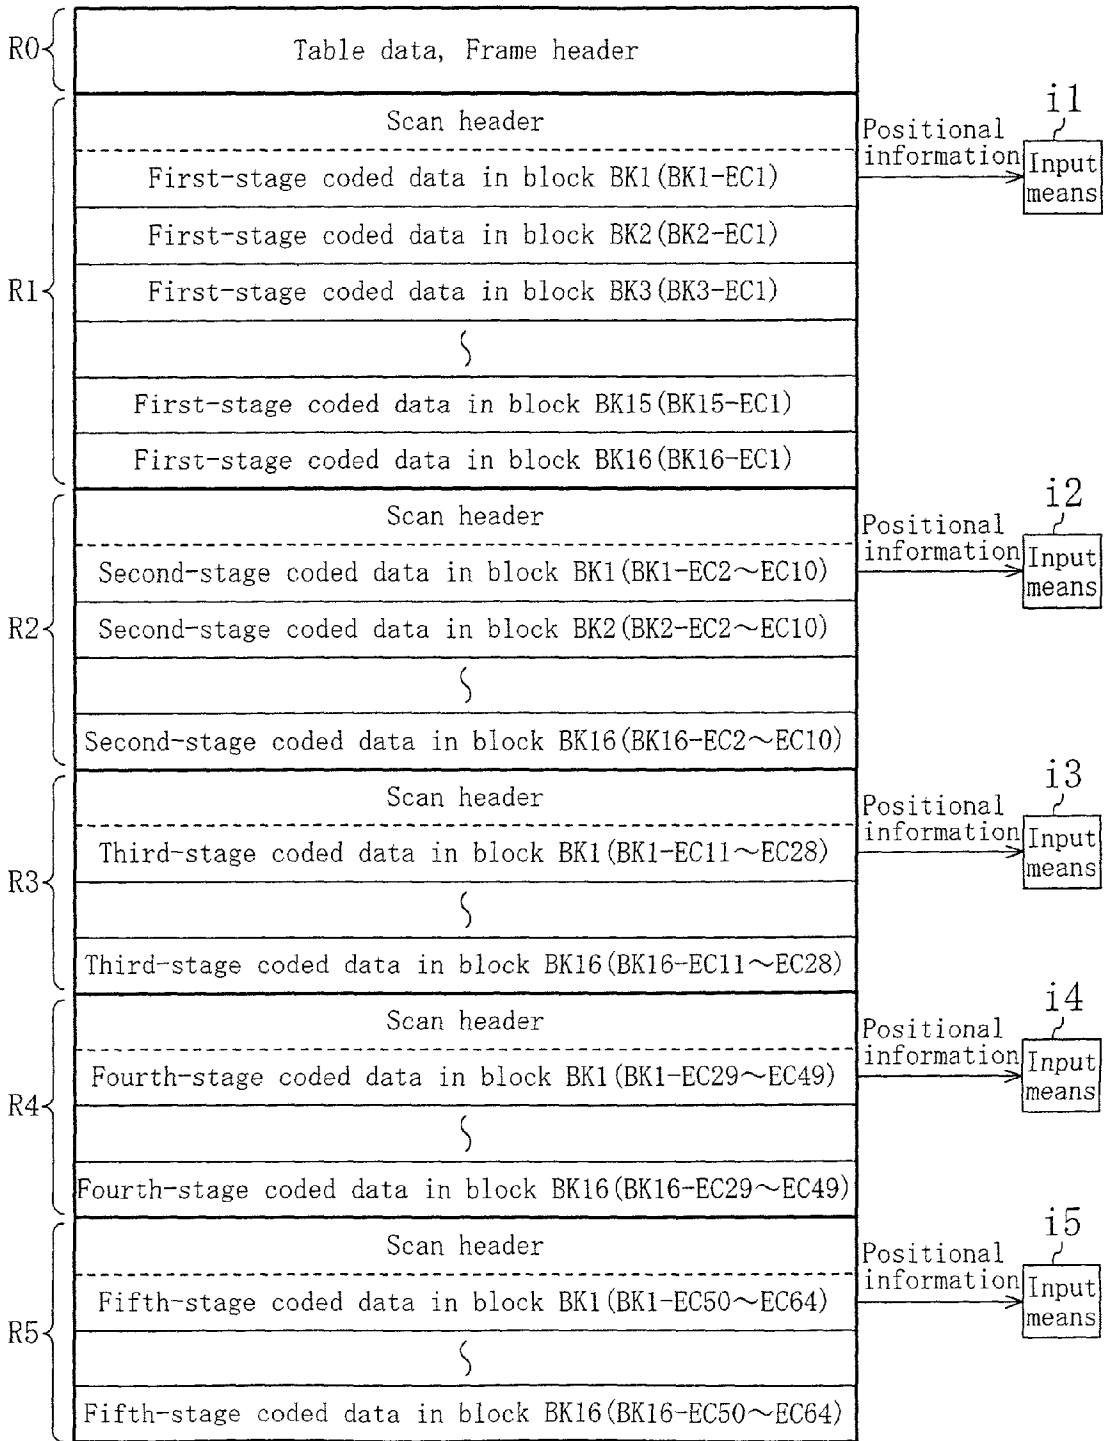 R0
Table data, Frame header
R1
Scan header
First-stage coded data in block BK1(BK1-EC1)
First-stage coded data in block BK2(BK2-EC1)
First-stage coded data in block BK3(BK3-EC1)
First-stage coded data in block BK15(BK15-EC1)
First-stage coded data in block BK16(BK16-EC1)
Positional
information
i1
Input
means
R2
Scan header
Second-stage coded data in block BK1(BK1-EC2~EC10)
Second-stage coded data in block BK2(BK2-EC2~EC10)
Second-stage coded data in block BK16(BK16-EC2~EC10)
Positional
information
i2
Input
means
R3
Scan header
Third-stage coded data in block BK1(BK1-EC11~EC28)
Third-stage coded data in block BK16(BK16-EC11~EC28)
Positional
information
i3
Input
means
R4
Scan header
Fourth-stage coded data in block BK1(BK1-EC29~EC49)
Fourth-stage coded data in block BK16(BK16-EC29~EC49)
Positional
information
i4
Input
means
R5
Scan header
Fifth-stage coded data in block BK1(BK1-EC50~EC64)
Fifth-stage coded data in block BK16(BK16-EC50~EC64)
Positional
information
i5
Input
means